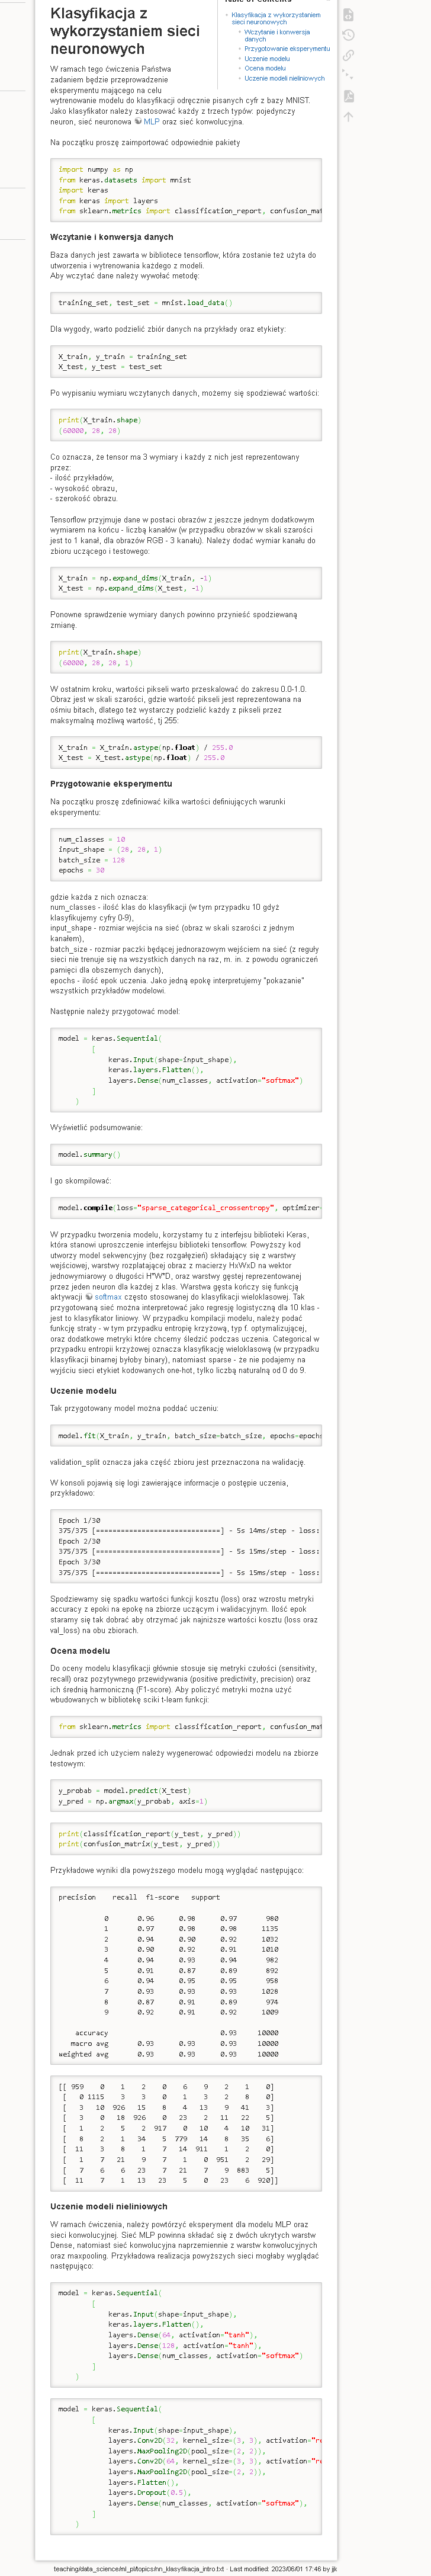 Table of Contents
Klasyfikacja z wykorzystaniem sieci neuronowych
Klasyfikacja z wykorzystaniem
sieci neuronowych
Wczytanie i konwersja
danych
Przygotowanie eksperymentu
Uczenie modelu
Ocena modelu
Uczenie modeli nieliniowych
W ramach tego ćwiczenia Państwa
zadaniem będzie przeprowadzenie
eksperymentu mającego na celu
wytrenowanie modelu do klasyfikacji odręcznie pisanych cyfr z bazy MNIST.
Jako klasyfikator należy zastosować każdy z trzech typów: pojedynczy
neuron, sieć neuronowa MLP oraz sieć konwolucyjna.
Na początku proszę zaimportować odpowiednie pakiety
import numpy as np
from keras.datasets import mnist
import keras
from keras import layers
from sklearn.metrics import classification_report, confusion_mat
Wczytanie i konwersja danych
Baza danych jest zawarta w bibliotece tensorflow, która zostanie też użyta do
utworzenia i wytrenowania każdego z modeli.
Aby wczytać dane należy wywołać metodę:
training_set, test_set = mnist.load_data()
Dla wygody, warto podzielić zbiór danych na przykłady oraz etykiety:
X_train, y_train = training_set
X_test, y_test = test_set
Po wypisaniu wymiaru wczytanych danych, możemy się spodziewać wartości:
print(X_train.shape)
(60000, 28, 28)
Co oznacza, że tensor ma 3 wymiary i każdy z nich jest reprezentowany
przez:
- ilość przykładów,
- wysokość obrazu,
- szerokość obrazu.
Tensorflow przyjmuje dane w postaci obrazów z jeszcze jednym dodatkowym
wymiarem na końcu - liczbą kanałów (w przypadku obrazów w skali szarości
jest to 1 kanał, dla obrazów RGB - 3 kanału). Należy dodać wymiar kanału do
zbioru uczącego i testowego:
X_train = np.expand_dims(X_train, -1)
X_test = np.expand_dims(X_test, -1)
Ponowne sprawdzenie wymiary danych powinno przynieść spodziewaną
zmianę.
print(X_train.shape)
(60000, 28, 28, 1)
W ostatnim kroku, wartości pikseli warto przeskalować do zakresu 0.0-1.0.
Obraz jest w skali szarości, gdzie wartość pikseli jest reprezentowana na
ośmiu bitach, dlatego też wystarczy podzielić każdy z pikseli przez
maksymalną możliwą wartość, tj 255:
X_train = X_train.astype(np.float) / 255.0
X_test = X_test.astype(np.float) / 255.0
Przygotowanie eksperymentu
Na początku proszę zdefiniować kilka wartości definiujących warunki
eksperymentu:
num_classes = 10
input_shape = (28, 28, 1)
batch_size = 128
epochs = 30
gdzie każda z nich oznacza:
num_classes - ilość klas do klasyfikacji (w tym przypadku 10 gdyż
klasyfikujemy cyfry 0-9),
input_shape - rozmiar wejścia na sieć (obraz w skali szarości z jednym
kanałem),
batch_size - rozmiar paczki będącej jednorazowym wejściem na sieć (z reguły
sieci nie trenuje się na wszystkich danych na raz, m. in. z powodu ograniczeń
pamięci dla obszernych danych),
epochs - ilość epok uczenia. Jako jedną epokę interpretujemy "pokazanie"
wszystkich przykładów modelowi.
Następnie należy przygotować model:
model = keras.Sequential(
[
keras.Input(shape=input_shape),
keras.layers.Flatten(),
layers.Dense(num_classes, activation="softmax")
]
)
Wyświetlić podsumowanie:
model.summary()
I go skompilować:
model.compile(loss="sparse_categorical_crossentropy", optimizer=
W przypadku tworzenia modelu, korzystamy tu z interfejsu biblioteki Keras,
która stanowi uproszczenie interfejsu biblioteki tensorflow. Powyższy kod
utworzy model sekwencyjny (bez rozgałęzień) składający się z warstwy
wejściowej, warstwy rozplatającej obraz z macierzy HxWxD na wektor
jednowymiarowy o długości H*W*D, oraz warstwy gęstej reprezentowanej
przez jeden neuron dla każdej z klas. Warstwa gęsta kończy się funkcją
aktywacji softmax często stosowanej do klasyfikacji wieloklasowej. Tak
przygotowaną sieć można interpretować jako regresję logistyczną dla 10 klas -
jest to klasyfikator liniowy. W przypadku kompilacji modelu, należy podać
funkcję straty - w tym przypadku entropię krzyżową, typ f. optymalizującej,
oraz dodatkowe metryki które chcemy śledzić podczas uczenia. Categorical w
przypadku entropii krzyżowej oznacza klasyfikację wieloklasową (w przypadku
klasyfikacji binarnej byłoby binary), natomiast sparse - że nie podajemy na
wyjściu sieci etykiet kodowanych one-hot, tylko liczbą naturalną od 0 do 9.
Uczenie modelu
Tak przygotowany model można poddać uczeniu:
model.fit(X_train, y_train, batch_size=batch_size, epochs=epochs
validation_split oznacza jaka część zbioru jest przeznaczona na walidację.
W konsoli pojawią się logi zawierające informacje o postępie uczenia,
przykładowo:
Epoch 1/30
375/375 [==============================] - 5s 14ms/step - loss:
Epoch 2/30
375/375 [==============================] - 5s 15ms/step - loss:
Epoch 3/30
375/375 [==============================] - 5s 15ms/step - loss:
Spodziewamy się spadku wartości funkcji kosztu (loss) oraz wzrostu metryki
accuracy z epoki na epokę na zbiorze uczącym i walidacyjnym. Ilość epok
staramy się tak dobrać aby otrzymać jak najniższe wartości kosztu (loss oraz
val_loss) na obu zbiorach.
Ocena modelu
Do oceny modelu klasyfikacji głównie stosuje się metryki czułości (sensitivity,
recall) oraz pozytywnego przewidywania (positive predictivity, precision) oraz
ich średnią harmoniczną (F1-score). Aby policzyć metryki można użyć
wbudowanych w bibliotekę sciki t-learn funkcji:
from sklearn.metrics import classification_report, confusion_mat
Jednak przed ich użyciem należy wygenerować odpowiedzi modelu na zbiorze
testowym:
y_probab = model.predict(X_test)
y_pred = np.argmax(y_probab, axis=1)
print(classification_report(y_test, y_pred))
print(confusion_matrix(y_test, y_pred))
Przykładowe wyniki dla powyższego modelu mogą wyglądać następująco:
precision recall f1-score support
0 0.96 0.98 0.97 980
1 0.97 0.98 0.98 1135
2 0.94 0.90 0.92 1032
3 0.90 0.92 0.91 1010
4 0.94 0.93 0.94 982
5 0.91 0.87 0.89 892
6 0.94 0.95 0.95 958
7 0.93 0.93 0.93 1028
8 0.87 0.91 0.89 974
9 0.92 0.91 0.92 1009
accuracy 0.93 10000
macro avg 0.93 0.93 0.93 10000
weighted avg 0.93 0.93 0.93 10000
[[ 959 0 1 2 0 6 9 2 1 0]
[ 0 1115 3 3 0 1 3 2 8 0]
[ 3 10 926 15 8 4 13 9 41 3]
[ 3 0 18 926 0 23 2 11 22 5]
[ 1 2 5 2 917 0 10 4 10 31]
[ 8 2 1 34 5 779 14 8 35 6]
[ 11 3 8 1 7 14 911 1 2 0]
[ 1 7 21 9 7 1 0 951 2 29]
[ 7 6 6 23 7 21 7 9 883 5]
[ 11 7 1 13 23 5 0 23 6 920]]
Uczenie modeli nieliniowych
W ramach ćwiczenia, należy powtórzyć eksperyment dla modelu MLP oraz
sieci konwolucyjnej. Sieć MLP powinna składać się z dwóch ukrytych warstw
Dense, natomiast sieć konwolucyjna naprzemiennie z warstw konwolucyjnych
oraz maxpooling. Przykładowa realizacja powyższych sieci mogłaby wyglądać
następująco:
model = keras.Sequential(
[
keras.Input(shape=input_shape),
keras.layers.Flatten(),
layers.Dense(64, activation="tanh"),
layers.Dense(128, activation="tanh"),
layers.Dense(num_classes, activation="softmax")
]
)
model = keras.Sequential(
[
keras.Input(shape=input_shape),
layers.Conv2D(32, kernel_size=(3, 3), activation="re
layers.MaxPooling2D(pool_size=(2, 2)),
layers.Conv2D(64, kernel_size=(3, 3), activation="re
layers.MaxPooling2D(pool_size=(2, 2)),
layers.Flatten(),
layers.Dropout(0.5),
layers.Dense(num_classes, activation="softmax"),
]
)
teaching/data_science/ml_pl/topics/nn_klasyfikacja_intro.txt · Last modified: 2023/06/01 17:46 by jjk